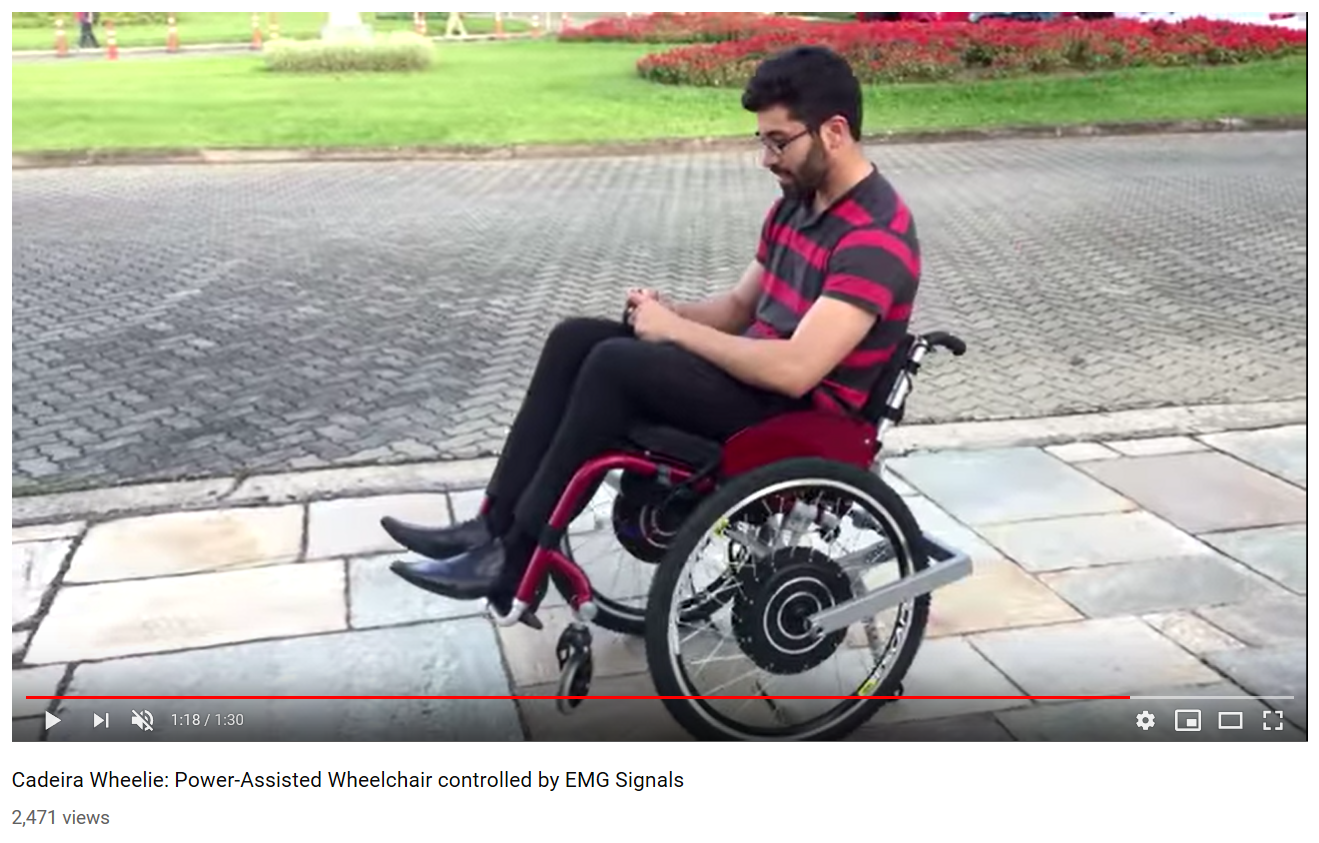 1:18 / 1:30
Cadeira Wheelie: Power-Assisted Wheelchair controlled by EMG Signals
2,471 views